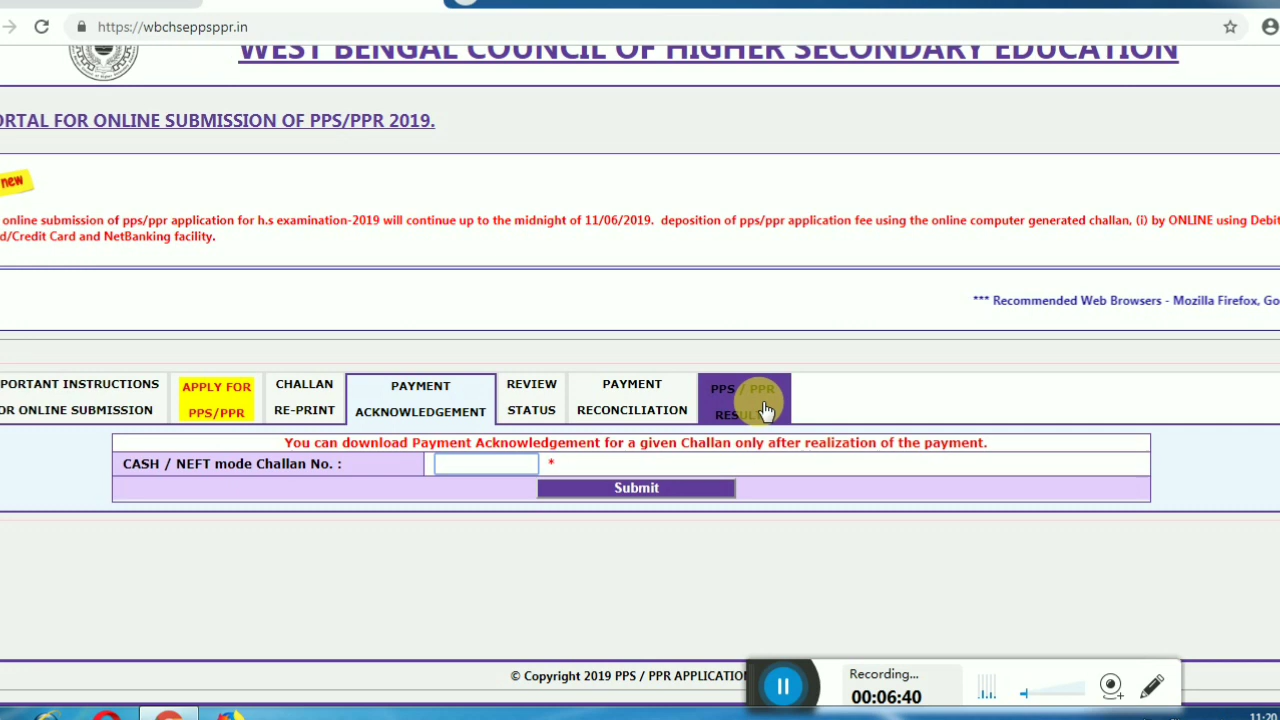 https://wbchseppsppr.in
WEST BENGAL COUNCIL OF HIGHER SECONDARY EDUCATION
ORTAL FOR ONLINE SUBMISSION OF PPS/PPR 2019.
new
online submission of pps/ppr application for h.s examination-2019 will continue up to the midnight of 11/06/2019. deposition of pps/ppr application fee using the online computer generated challan, (i) by ONLINE using Debit
d/Credit Card and NetBanking facility.
*** Recommended Web Browsers - Mozilla Firefox, Go
PORTANT INSTRUCTIONS
OR ONLINE SUBMISSION
APPLY FOR
PPS/PPR
CHALLAN
RE-PRINT
PAYMENT
ACKNOWLEDGEMENT
REVIEW
STATUS
PAYMENT
RECONCILIATION
PPS / PPR
RESULT
You can download Payment Acknowledgement for a given Challan only after realization of the payment.
CASH / NEFT mode Challan No. :
*
Submit
© Copyright 2019 PPS / PPR APPLICATIO
Recording...
00:06:40
11:20